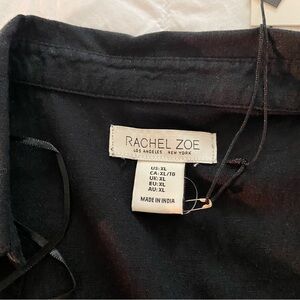 RACHEL ZOE
LOS ANGELES NEW YORK
US: XL
CA: XL/TG
UK: XL
EU: XL
AU: XL
MADE IN INDIA